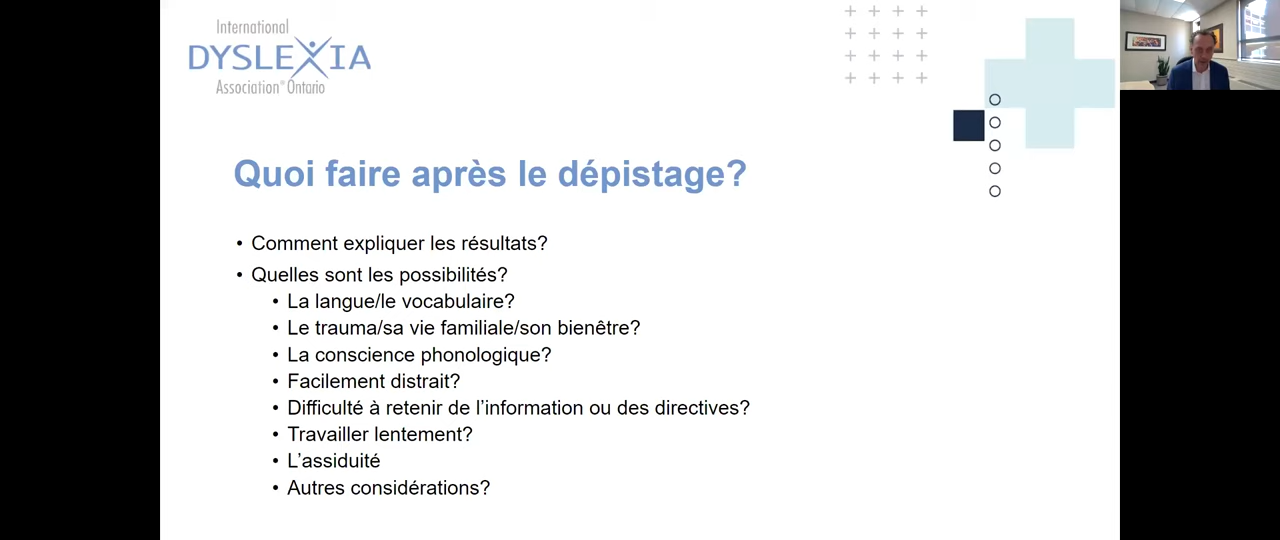 International
DYSLEXIA
Association® Ontario
Quoi faire après le dépistage?
• Comment expliquer les résultats?
• Quelles sont les possibilités?
• La langue/le vocabulaire?
• Le trauma/sa vie familiale/son bienêtre?
• La conscience phonologique?
• Facilement distrait?
• Difficulté à retenir de l’information ou des directives?
• Travailler lentement?
• L’assiduité
• Autres considérations?